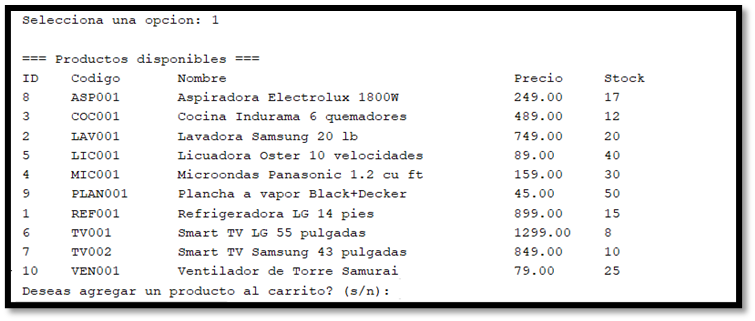 Selecciona una opcion: 1
=== Productos disponibles ===
ID Codigo Nombre Precio Stock
8 ASP001 Aspiradora Electrolux 1800W 249.00 17
3 COC001 Cocina Indurama 6 quemadores 489.00 12
2 LAV001 Lavadora Samsung 20 lb 749.00 20
5 LIC001 Licuadora Oster 10 velocidades 89.00 40
4 MIC001 Microondas Panasonic 1.2 cu ft 159.00 30
9 PLAN001 Plancha a vapor Black+Decker 45.00 50
1 REF001 Refrigeradora LG 14 pies 899.00 15
6 TV001 Smart TV LG 55 pulgadas 1299.00 8
7 TV002 Smart TV Samsung 43 pulgadas 849.00 10
10 VEN001 Ventilador de Torre Samurai 79.00 25
Deseas agregar un producto al carrito? (s/n):